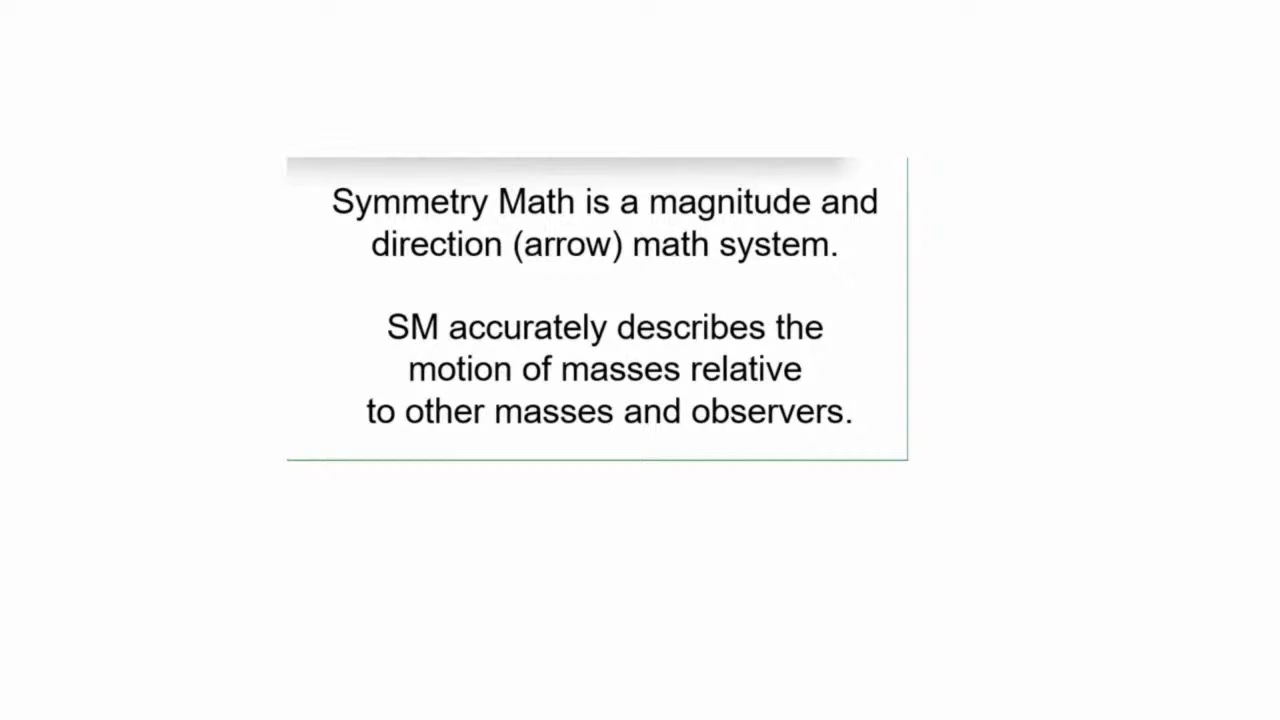 Symmetry Math is a magnitude and
direction (arrow) math system.
SM accurately describes the
motion of masses relative
to other masses and observers.